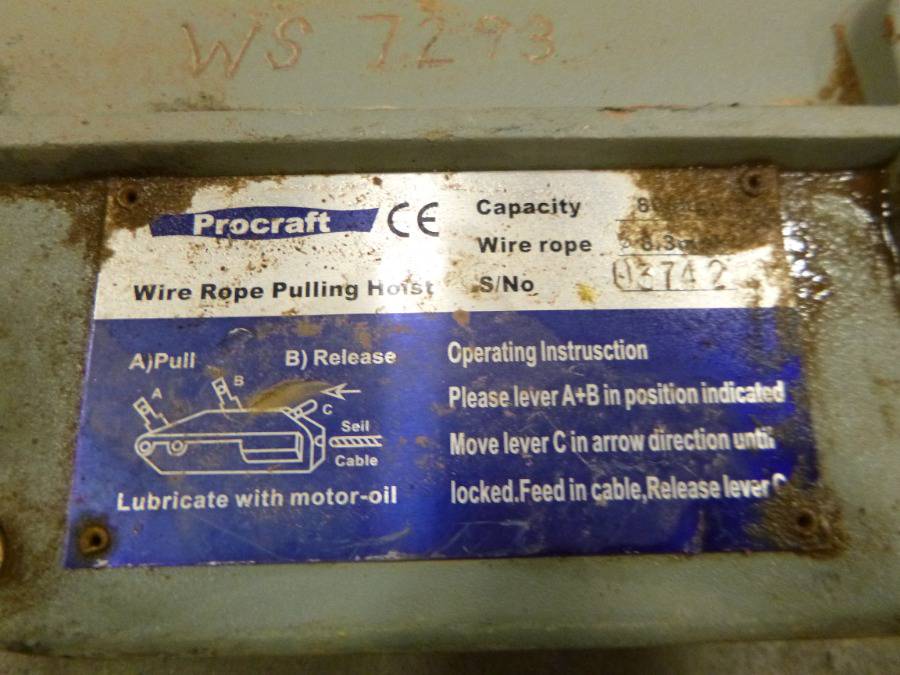 WS 7293
Procraft CE
Capacity
Wire rope 8.3mm
Wire Rope Pulling Hoist
S/No 03742
A)Pull
B) Release
A
B
C
Seil
Cable
Lubricate with motor-oil
Operating Instrusction
Please lever A+B in position indicated
Move lever C in arrow direction until
locked.Feed in cable,Release lever C